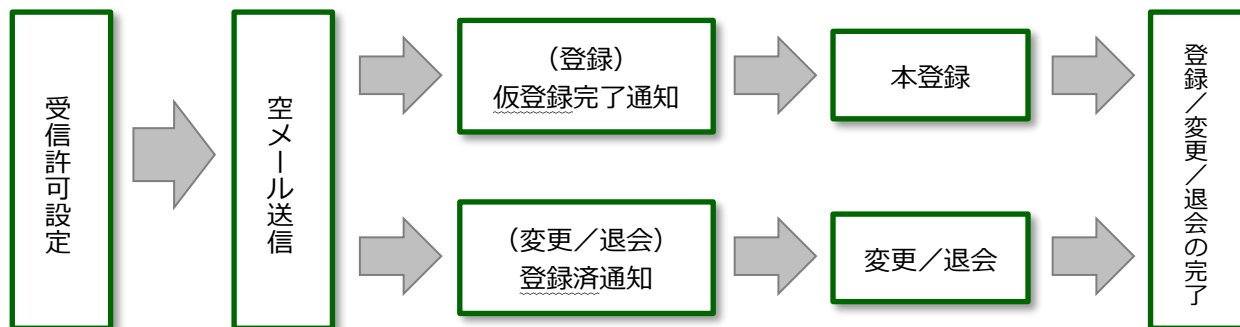 受信許可設定
空メール送信
（登録）
仮登録完了通知
本登録
（変更／退会）
登録済通知
変更／退会
登録／変更／退会の完了